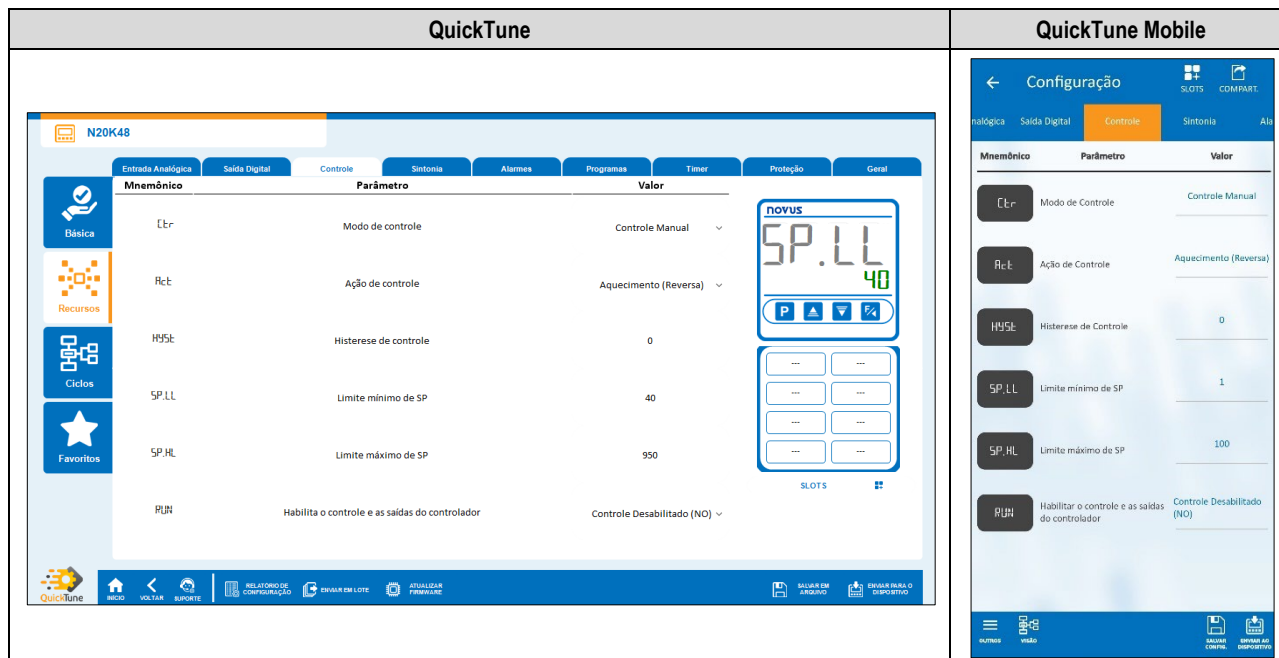 QuickTune
QuickTune Mobile
N20K48
Entrada Analógica Saída Digital Controle Sintonia Alarmes Programas Timer Proteção Geral
Mnemônico Parâmetro Valor
Básica
Recursos
Ciclos
Favoritos
Ctr Modo de controle Controle Manual
Act Ação de controle Aquecimento (Reversa)
HYSt Histerese de controle 0
SP.LL Limite mínimo de SP 40
SP.HL Limite máximo de SP 950
RUN Habilita o controle e as saídas do controlador Controle Desabilitado (NO)
novus
SP.LL
40
P F/
--- ---
--- ---
--- ---
--- ---
SLOTS
QuickTune
INÍCIO VOLTAR SUPORTE
RELATÓRIO DE
CONFIGURAÇÃO
ENVIAR EM LOTE
ATUALIZAR
FIRMWARE
SALVAR EM
ARQUIVO
ENVIAR PARA O
DISPOSITIVO
Configuração
SLOTS COMPART.
nalógica Saída Digital Controle Sintonia Ala
Mnemônico Parâmetro Valor
Ctr Modo de Controle Controle Manual
Act Ação de Controle Aquecimento (Reversa)
HYSt Histerese de Controle 0
SP.LL Limite mínimo de SP 1
SP.HL Limite máximo de SP 100
RUN Habilitar o controle e as saídas
do controlador
Controle Desabilitado
(NO)
OUTROS VISÃO
SALVAR
CONFIG.
ENVIAR AO
DISPOSITIVO